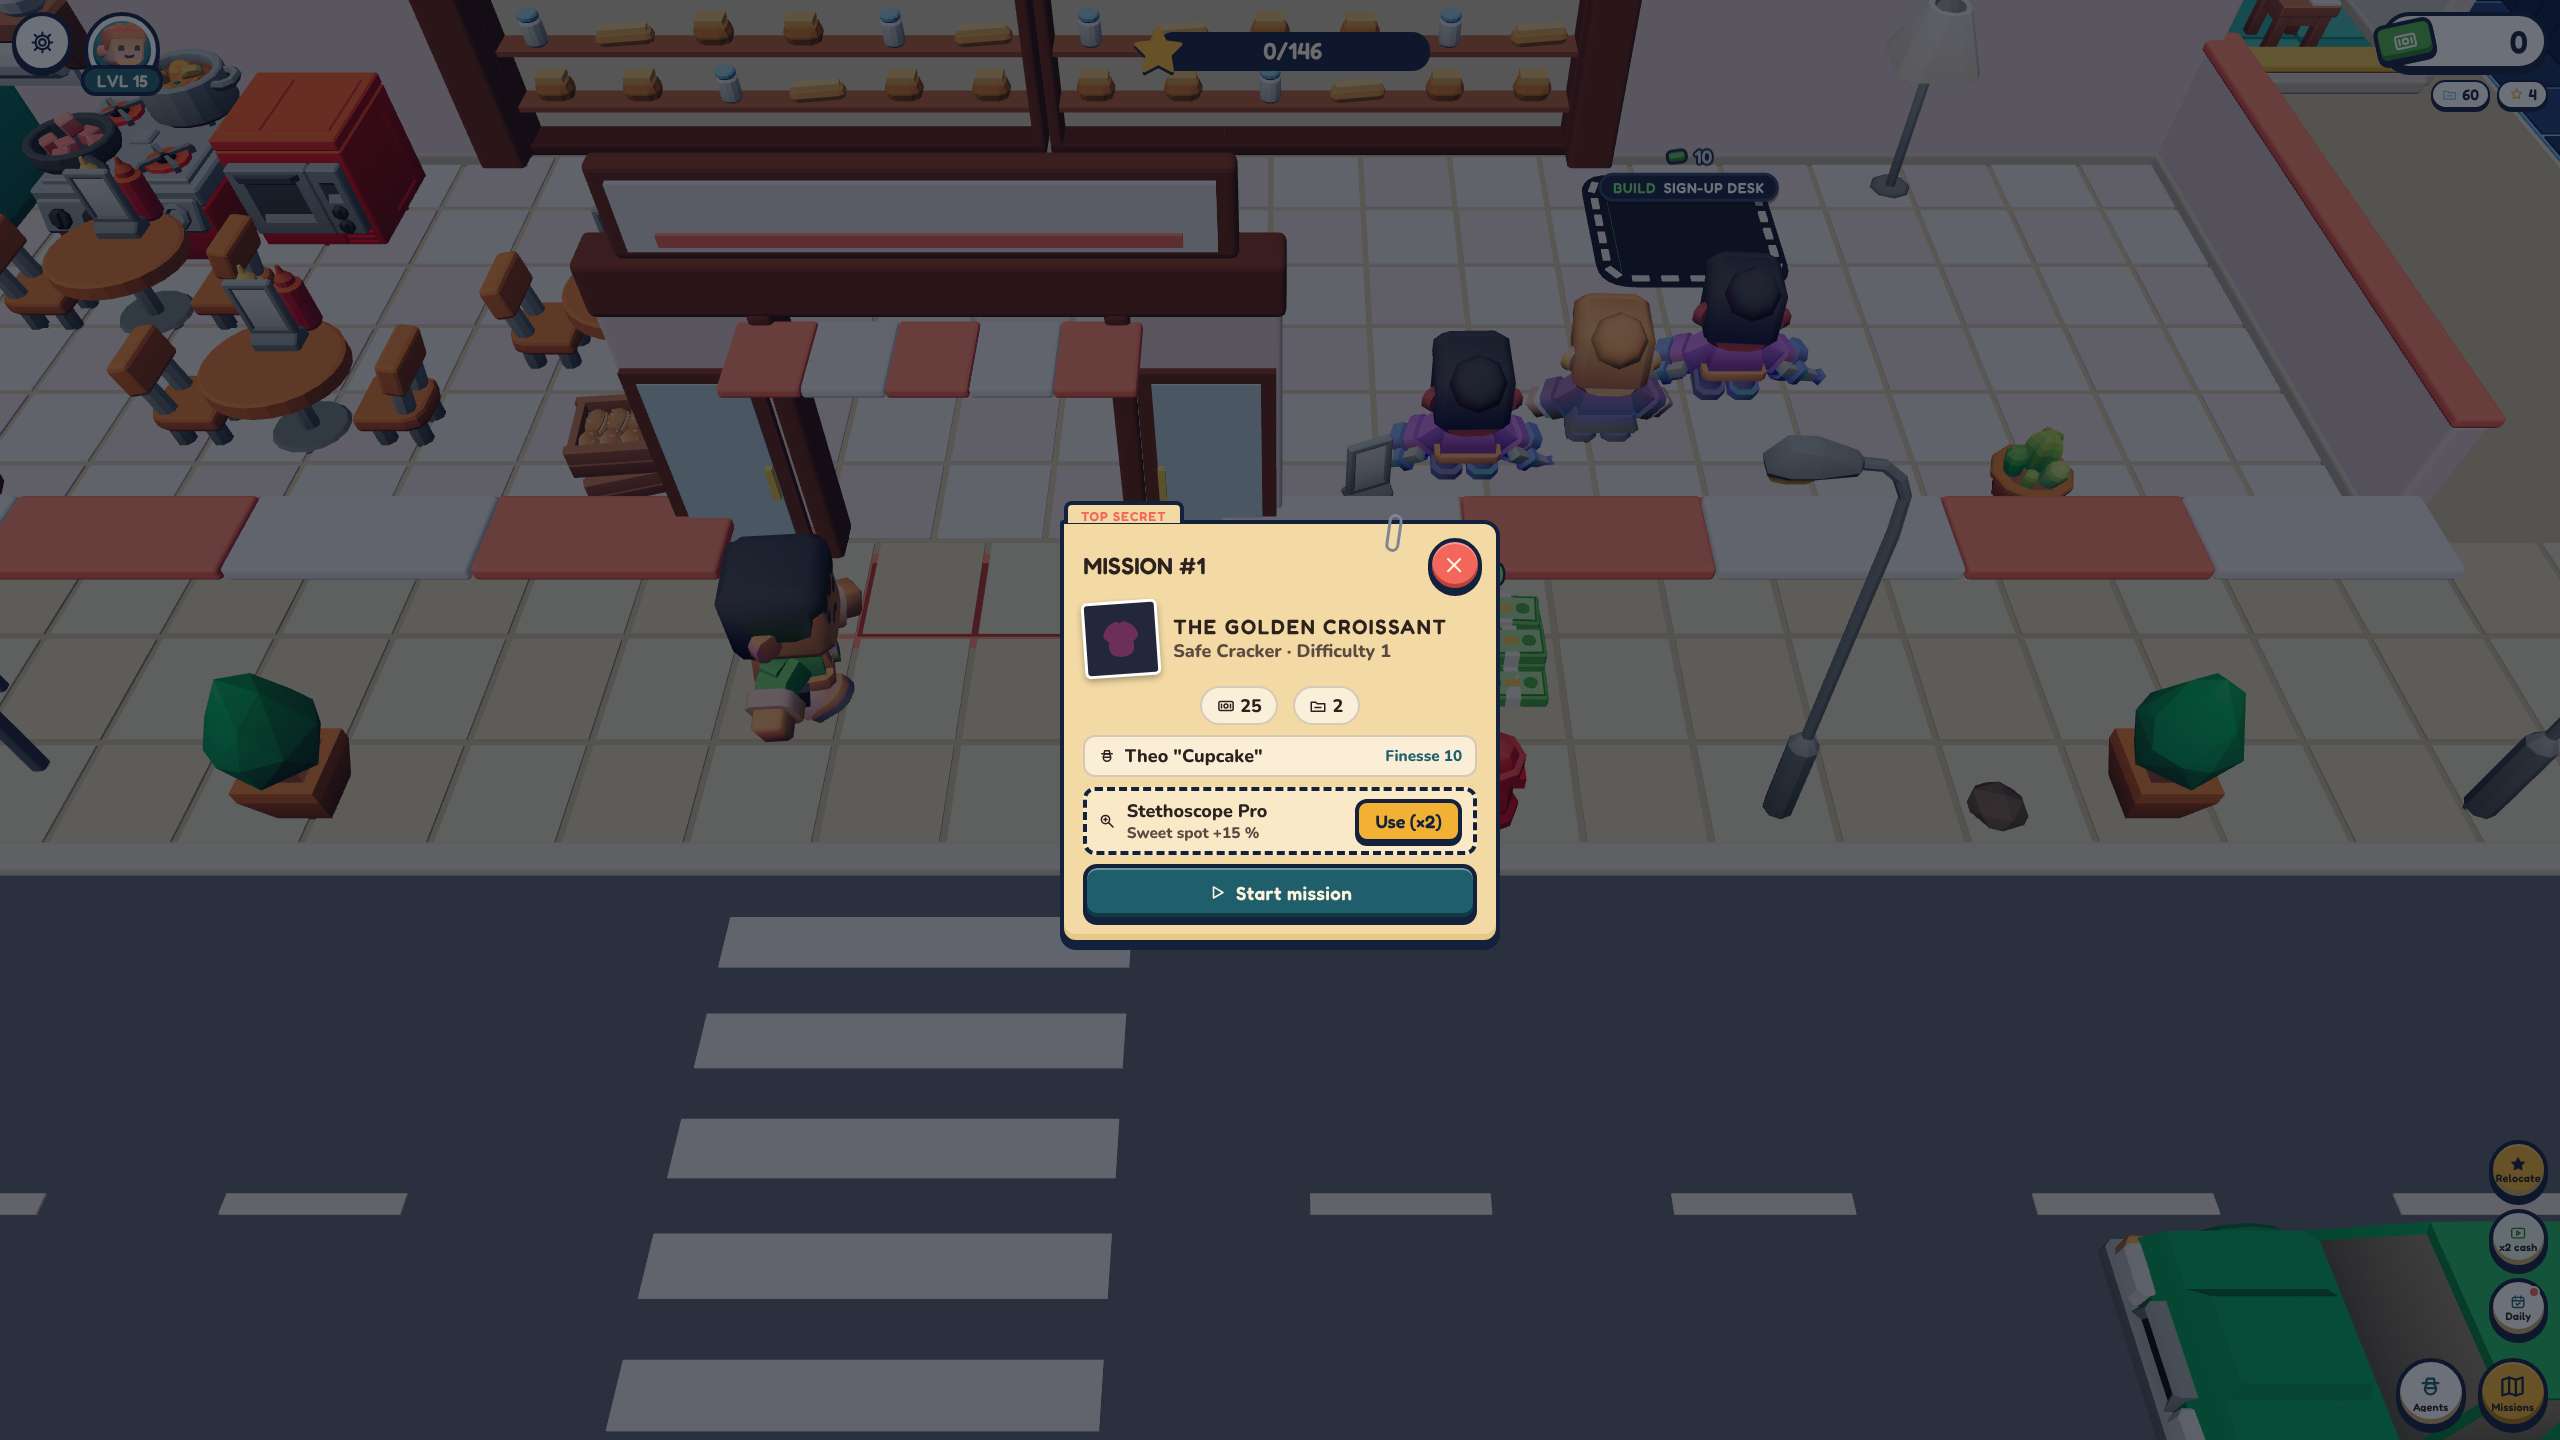 LVL 15
0/146
0
60
4
10
BUILD SIGN-UP DESK
TOP SECRET
MISSION #1
THE GOLDEN CROISSANT
Safe Cracker · Difficulty 1
25
2
Theo "Cupcake"
Finesse 10
Stethoscope Pro
Sweet spot +15 %
Use (x2)
Start mission
Relocate
x2 cash
Daily
Agents
Missions